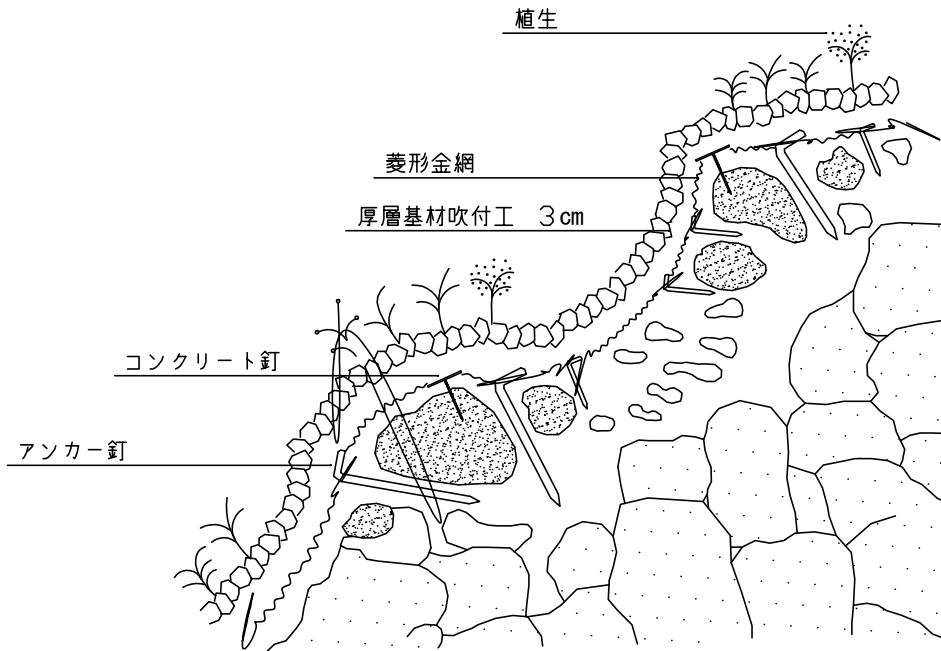 植生
菱形金網
厚層基材吹付工　3cm
コンクリート釘
アンカー釘